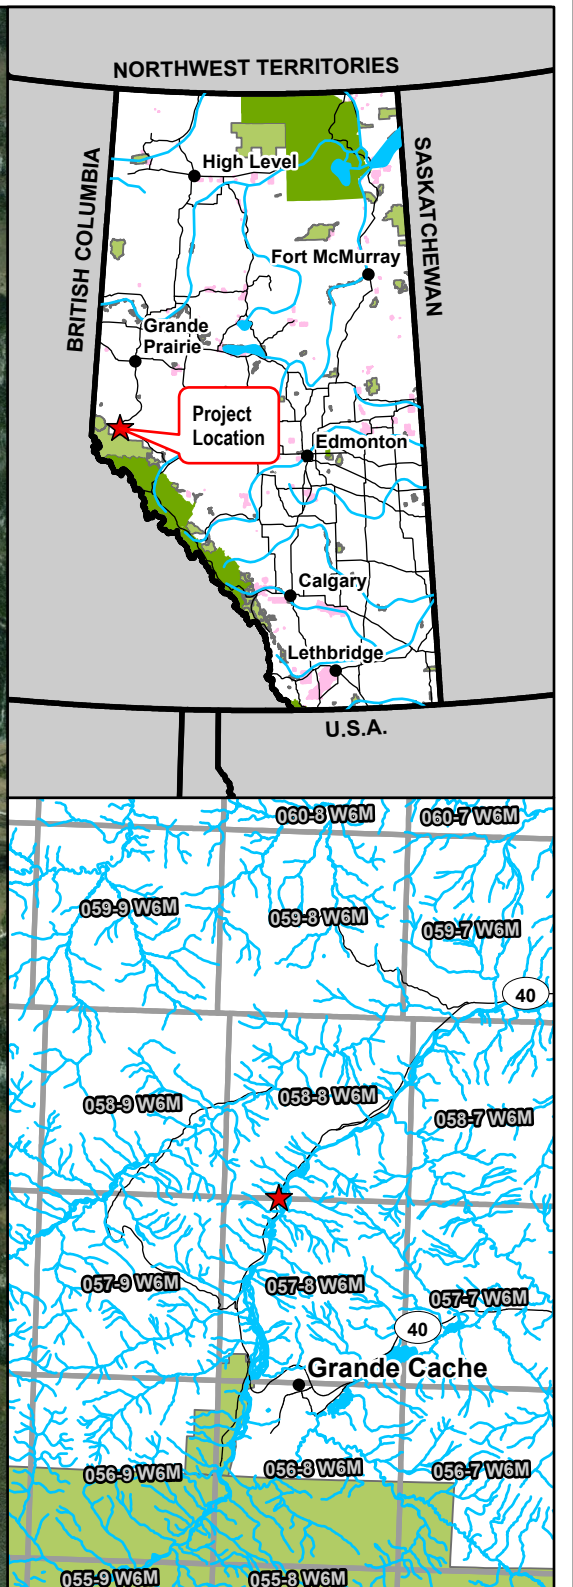 NORTHWEST TERRITORIES
BRITISH COLUMBIA
SASKATCHEWAN
High Level
Fort McMurray
Grande
Prairie
Project
Location
Edmonton
Calgary
Lethbridge
U.S.A.
060-8 W6M
060-7 W6M
059-9 W6M
059-8 W6M
059-7 W6M
40
058-9 W6M
058-8 W6M
058-7 W6M
057-9 W6M
057-8 W6M
057-7 W6M
40
Grande Cache
056-9 W6M
056-8 W6M
056-7 W6M
055-9 W6M
055-8 W6M